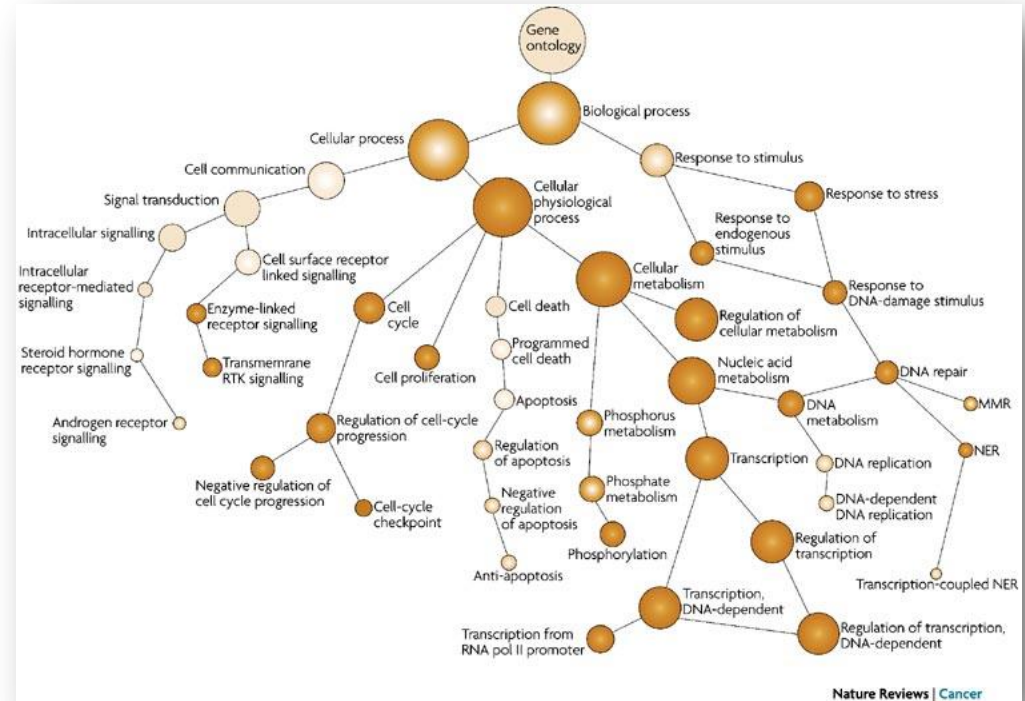 Gene
ontology
Biological process
Cellular process
Response to stimulus
Cell communication
Cellular
physiological
process
Response to stress
Signal transduction
Response to
endogenous
stimulus
Intracellular signalling
Cell surface receptor
linked signalling
Cellular
metabolism
Intracellular
receptor-mediated
signalling
Response to
DNA-damage stimulus
Enzyme-linked
receptor signalling
Cell
cycle
Cell death
Regulation of
cellular metabolism
Steroid hormone
receptor signalling
Transmemrane
RTK signalling
Cell proliferation
Programmed
cell death
Nucleic acid
metabolism
DNA repair
Androgen receptor
signalling
Regulation of cell-cycle
progression
Apoptosis
Phosphorus
metabolism
DNA
metabolism
MMR
Regulation
of apoptosis
Transcription
DNA replication
NER
Negative regulation of
cell cycle progression
Cell-cycle
checkpoint
Negative
regulation
of apoptosis
Phosphate
metabolism
DNA-dependent
DNA replication
Phosphorylation
Regulation of
transcription
Anti-apoptosis
Transcription-coupled NER
Transcription,
DNA-dependent
Transcription from
RNA pol II promoter
Regulation of transcription,
DNA-dependent
Nature Reviews | Cancer